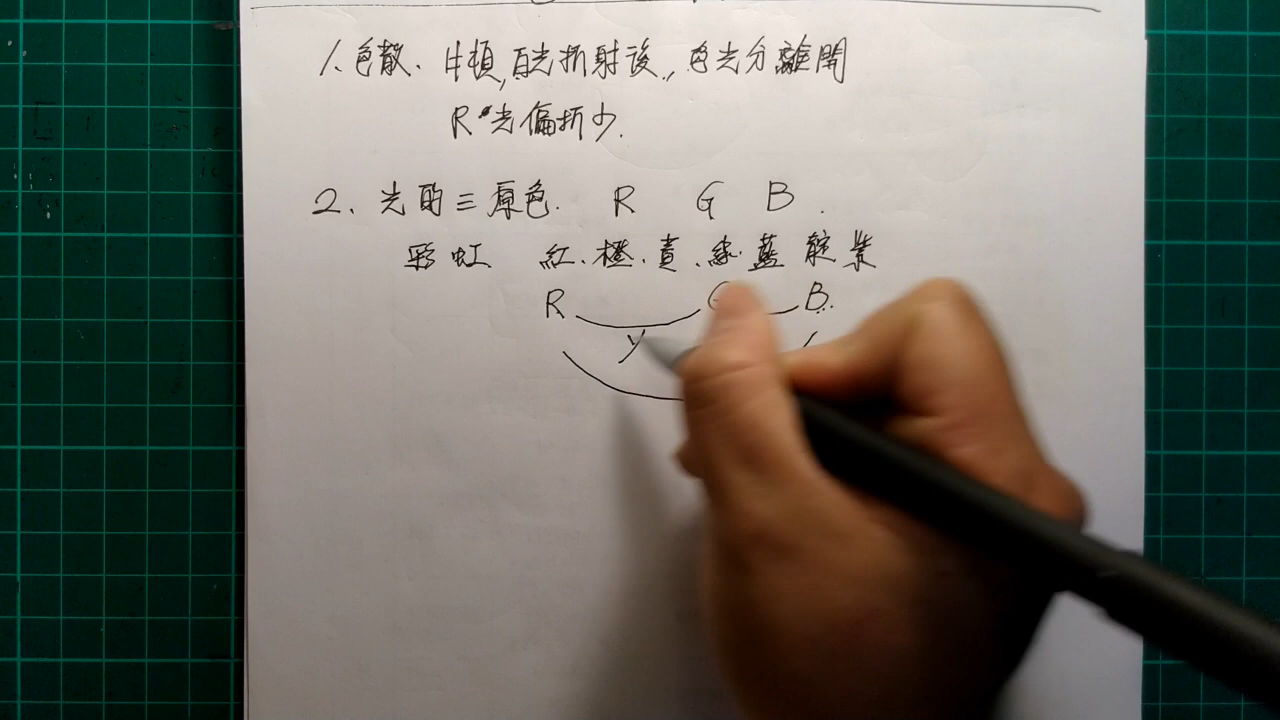 1、色散. 牛頓,白光折射後,色光分離開
R光偏折少.
2、光的三原色. R G B.
彩虹 紅、橙、黃、綠、藍 靛 紫
R G B.
y